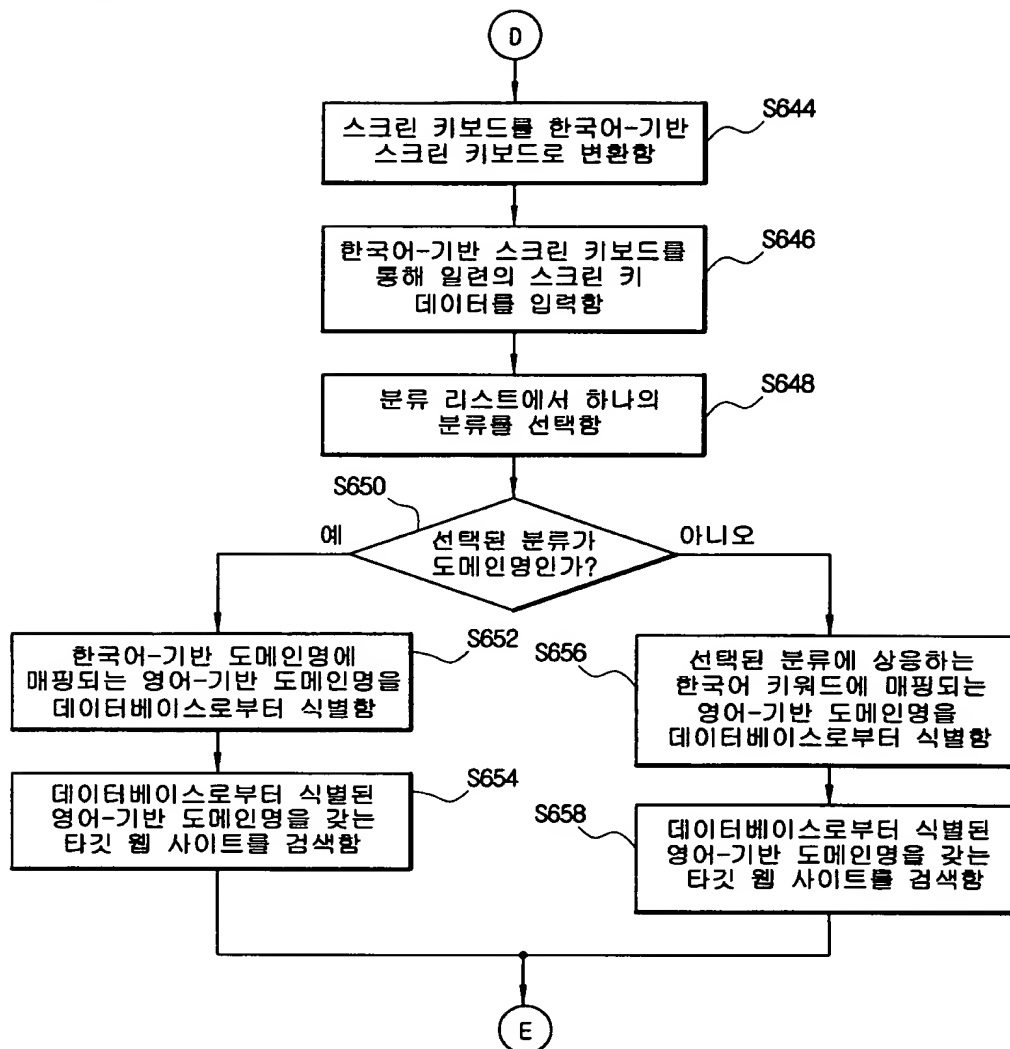 D
스크린 키보드를 한국어-기반
스크린 키보드로 변환함
S644
한국어-기반 스크린 키보드를
통해 일련의 스크린 키
데이터를 입력함
S646
분류 리스트에서 하나의
분류를 선택함
S648
S650
예
선택된 분류가
도메인명인가?
아니오
한국어-기반 도메인명에
매핑되는 영어-기반 도메인명을
데이터베이스로부터 식별함
S652
S656
선택된 분류에 상응하는
한국어 키워드에 매핑되는
영어-기반 도메인명을
데이터베이스로부터 식별함
데이터베이스로부터 식별된
영어-기반 도메인명을 갖는
타깃 웹 사이트를 검색함
S654
S658
데이터베이스로부터 식별된
영어-기반 도메인명을 갖는
타깃 웹 사이트를 검색함
E